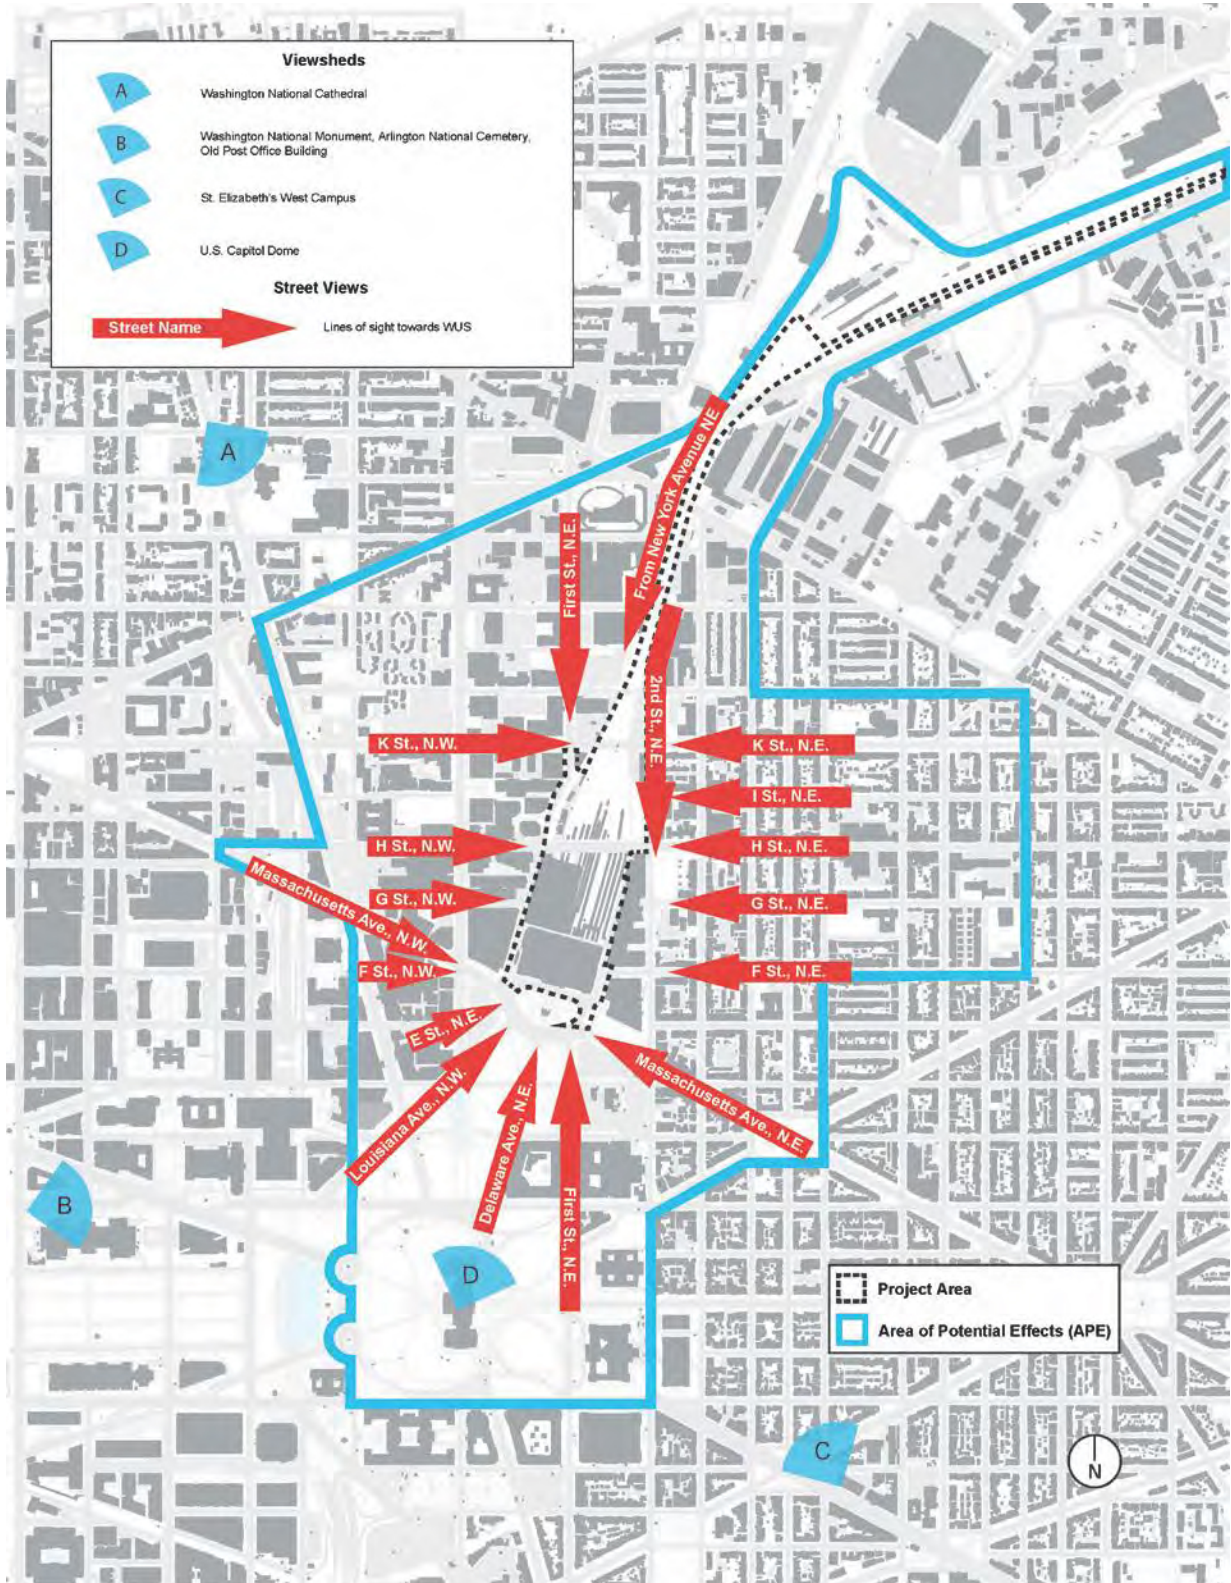 Viewsheds
A
Washington National Cathedral
B
Washington National Monument, Arlington National Cemetery,
Old Post Office Building
C
St. Elizabeth's West Campus
D
U.S. Capitol Dome
Street Views
Street Name
Lines of sight towards WUS
A
From New York Avenue NE
First St., N.E.
2nd St., N.E.
K St., N.W.
K St., N.E.
I St., N.E.
H St., N.W.
H St., N.E.
Massachusetts Ave., N.W.
G St., N.W.
G St., N.E.
F St., N.W.
F St., N.E.
E St., N.E.
Louisiana Ave., N.W.
Delaware Ave., N.E.
First St., N.E.
Massachusetts Ave., N.E.
B
D
Project Area
Area of Potential Effects (APE)
C
N